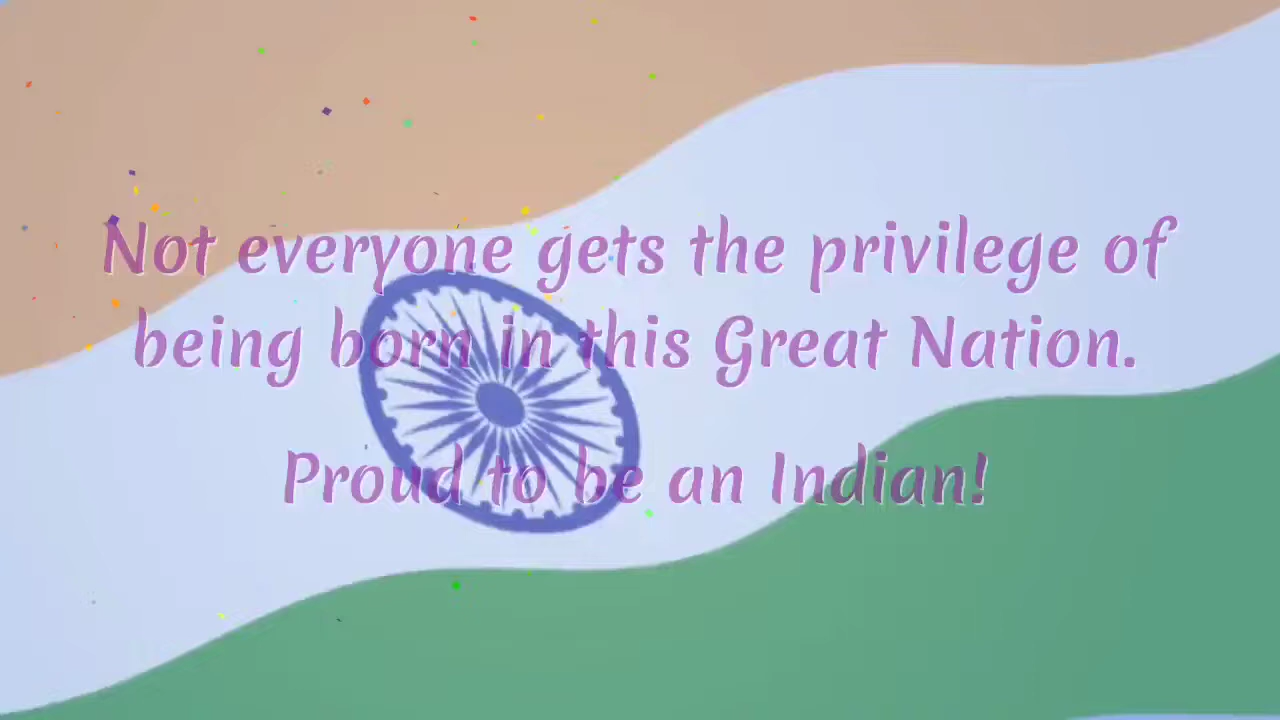 Not everyone gets the privilege of
being born in this Great Nation.
Proud to be an Indian!